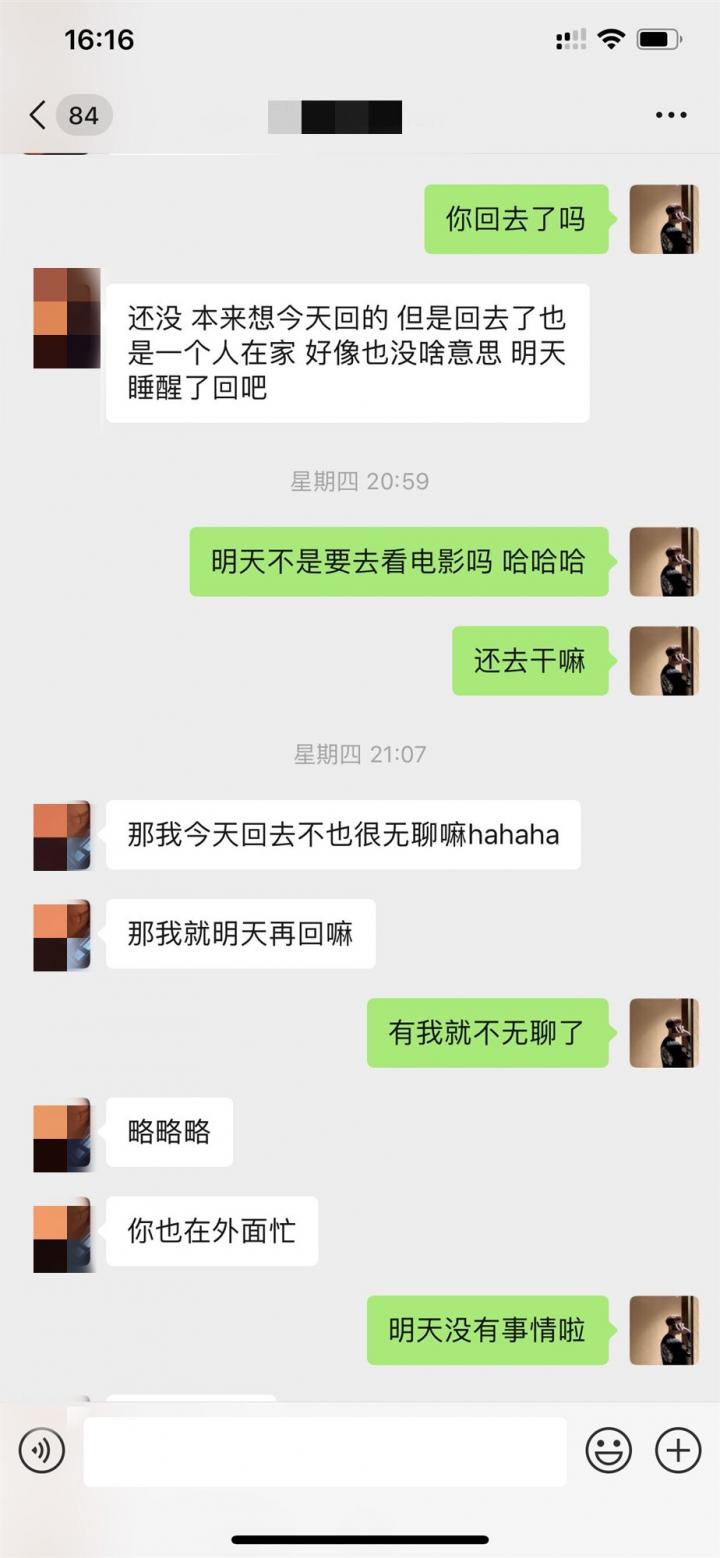 16:16
84
你回去了吗
还没 本来想今天回的 但是回去了也
是一个人在家 好像也没啥意思 明天
睡醒了回吧
星期四 20:59
明天不是要去看电影吗 哈哈哈
还去干嘛
星期四 21:07
那我今天回去不也很无聊嘛hahaha
那我就明天再回嘛
有我就不无聊了
略略略
你也在外面忙
明天没有事情啦